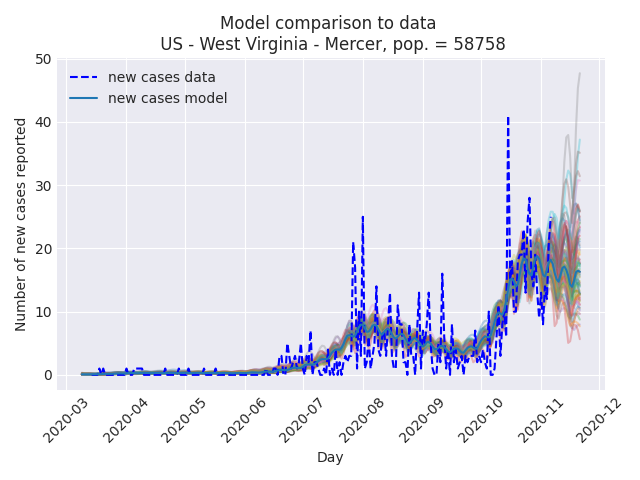 Model comparison to data
US - West Virginia - Mercer, pop. = 58758
new cases data
new cases model
Number of new cases reported
50
40
30
20
10
0
2020-03
2020-04
2020-05
2020-06
2020-07
2020-08
2020-09
2020-10
2020-11
2020-12
Day